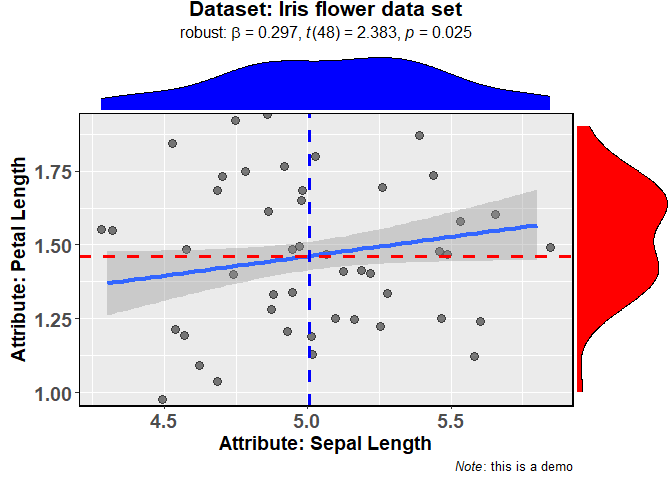 Dataset: Iris flower data set
robust: β = 0.297, t(48) = 2.383, p = 0.025
Attribute: Petal Length
1.75
1.50
1.25
1.00
4.5 5.0 5.5
Attribute: Sepal Length
Note: this is a demo